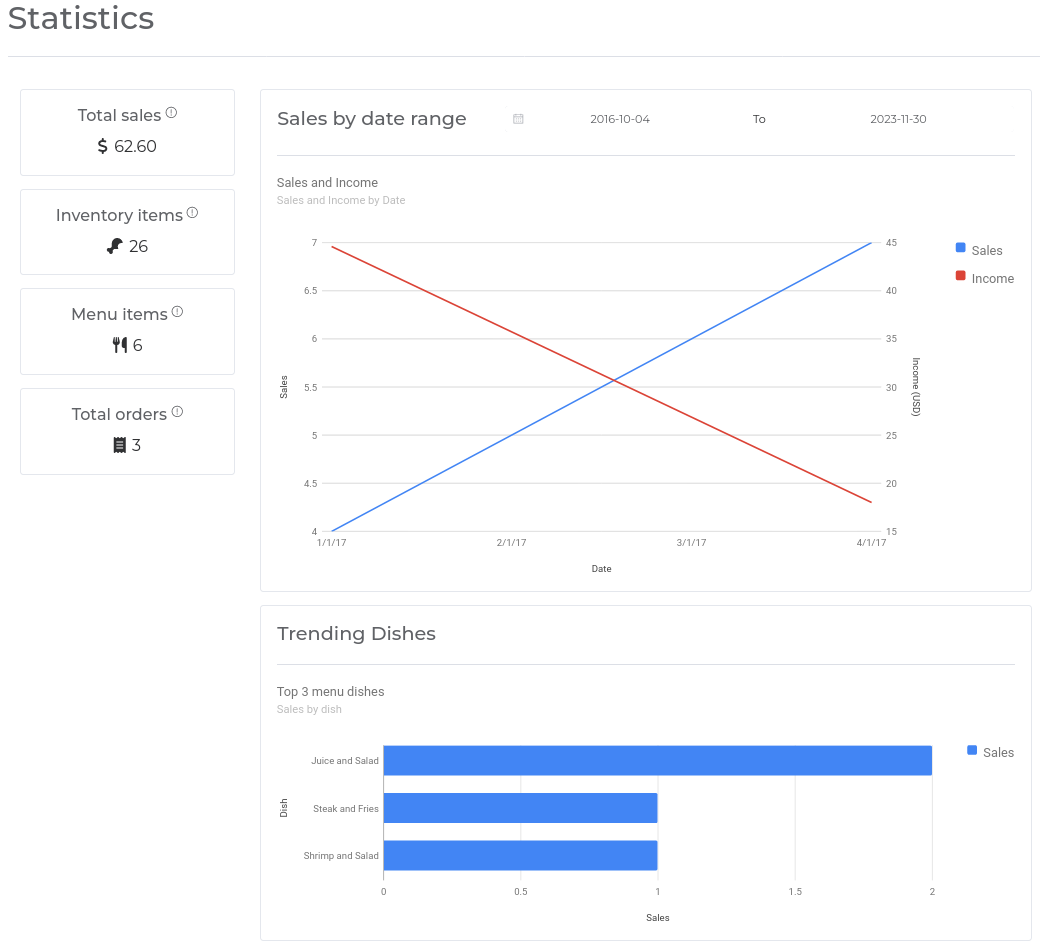 Statistics
Total sales
$ 62.60
Inventory items
26
Menu items
6
Total orders
3
Sales by date range
2016-10-04
To
2023-11-30
Sales and Income
Sales and Income by Date
7
6.5
6
5.5
5
4.5
4
Sales
45
40
35
30
25
20
15
Income (USD)
1/1/17
2/1/17
3/1/17
4/1/17
Date
Sales
Income
Trending Dishes
Top 3 menu dishes
Sales by dish
Juice and Salad
Steak and Fries
Shrimp and Salad
Dish
0
0.5
1
1.5
2
Sales
Sales